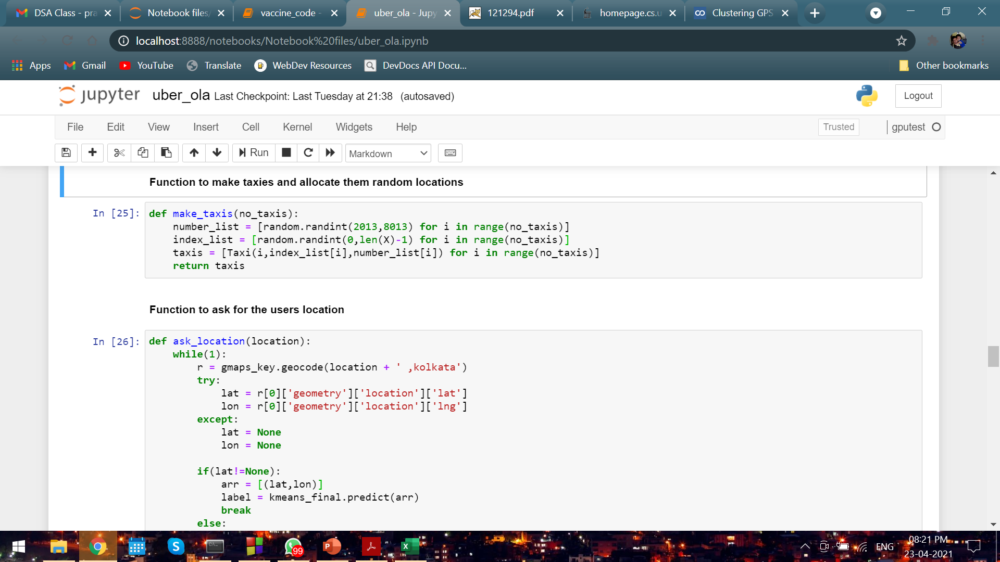 DSA Class - pra
Notebook files/
vaccine_code -
uber_ola - Jupy
121294.pdf
homepage.cs.u
Clustering GPS
localhost:8888/notebooks/Notebook%20files/uber_ola.ipynb
Apps
Gmail
YouTube
Translate
WebDev Resources
DevDocs API Docu...
Other bookmarks
jupyter uber_ola Last Checkpoint: Last Tuesday at 21:38 (autosaved)
Logout
File Edit View Insert Cell Kernel Widgets Help
Trusted
gputest
Run
Markdown
Function to make taxies and allocate them random locations
In [25]: def make_taxis(no_taxis):
    number_list = [random.randint(2013,8013) for i in range(no_taxis)]
    index_list = [random.randint(0,len(X)-1) for i in range(no_taxis)]
    taxis = [Taxi(i,index_list[i],number_list[i]) for i in range(no_taxis)]
    return taxis
Function to ask for the users location
In [26]: def ask_location(location):
    while(1):
        r = gmaps_key.geocode(location + ' ,kolkata')
        try:
            lat = r[0]['geometry']['location']['lat']
            lon = r[0]['geometry']['location']['lng']
        except:
            lat = None
            lon = None
        if(lat!=None):
            arr = [(lat,lon)]
            label = kmeans_final.predict(arr)
            break
        else:
99
ENG
08:21 PM
23-04-2021